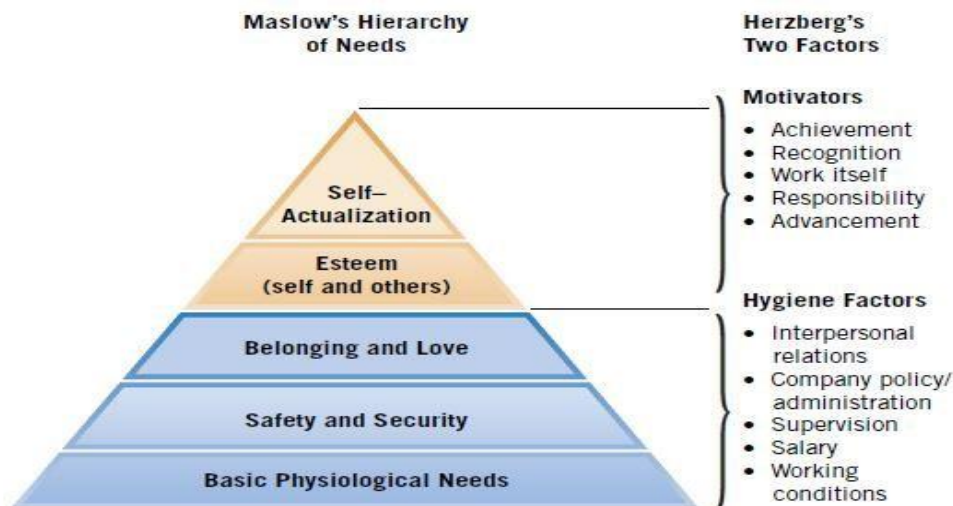 Maslow's Hierarchy
of Needs
Self–
Actualization
Esteem
(self and others)
Belonging and Love
Safety and Security
Basic Physiological Needs
Herzberg's
Two Factors
Motivators
• Achievement
• Recognition
• Work itself
• Responsibility
• Advancement
Hygiene Factors
• Interpersonal
relations
• Company policy/
administration
• Supervision
• Salary
• Working
conditions